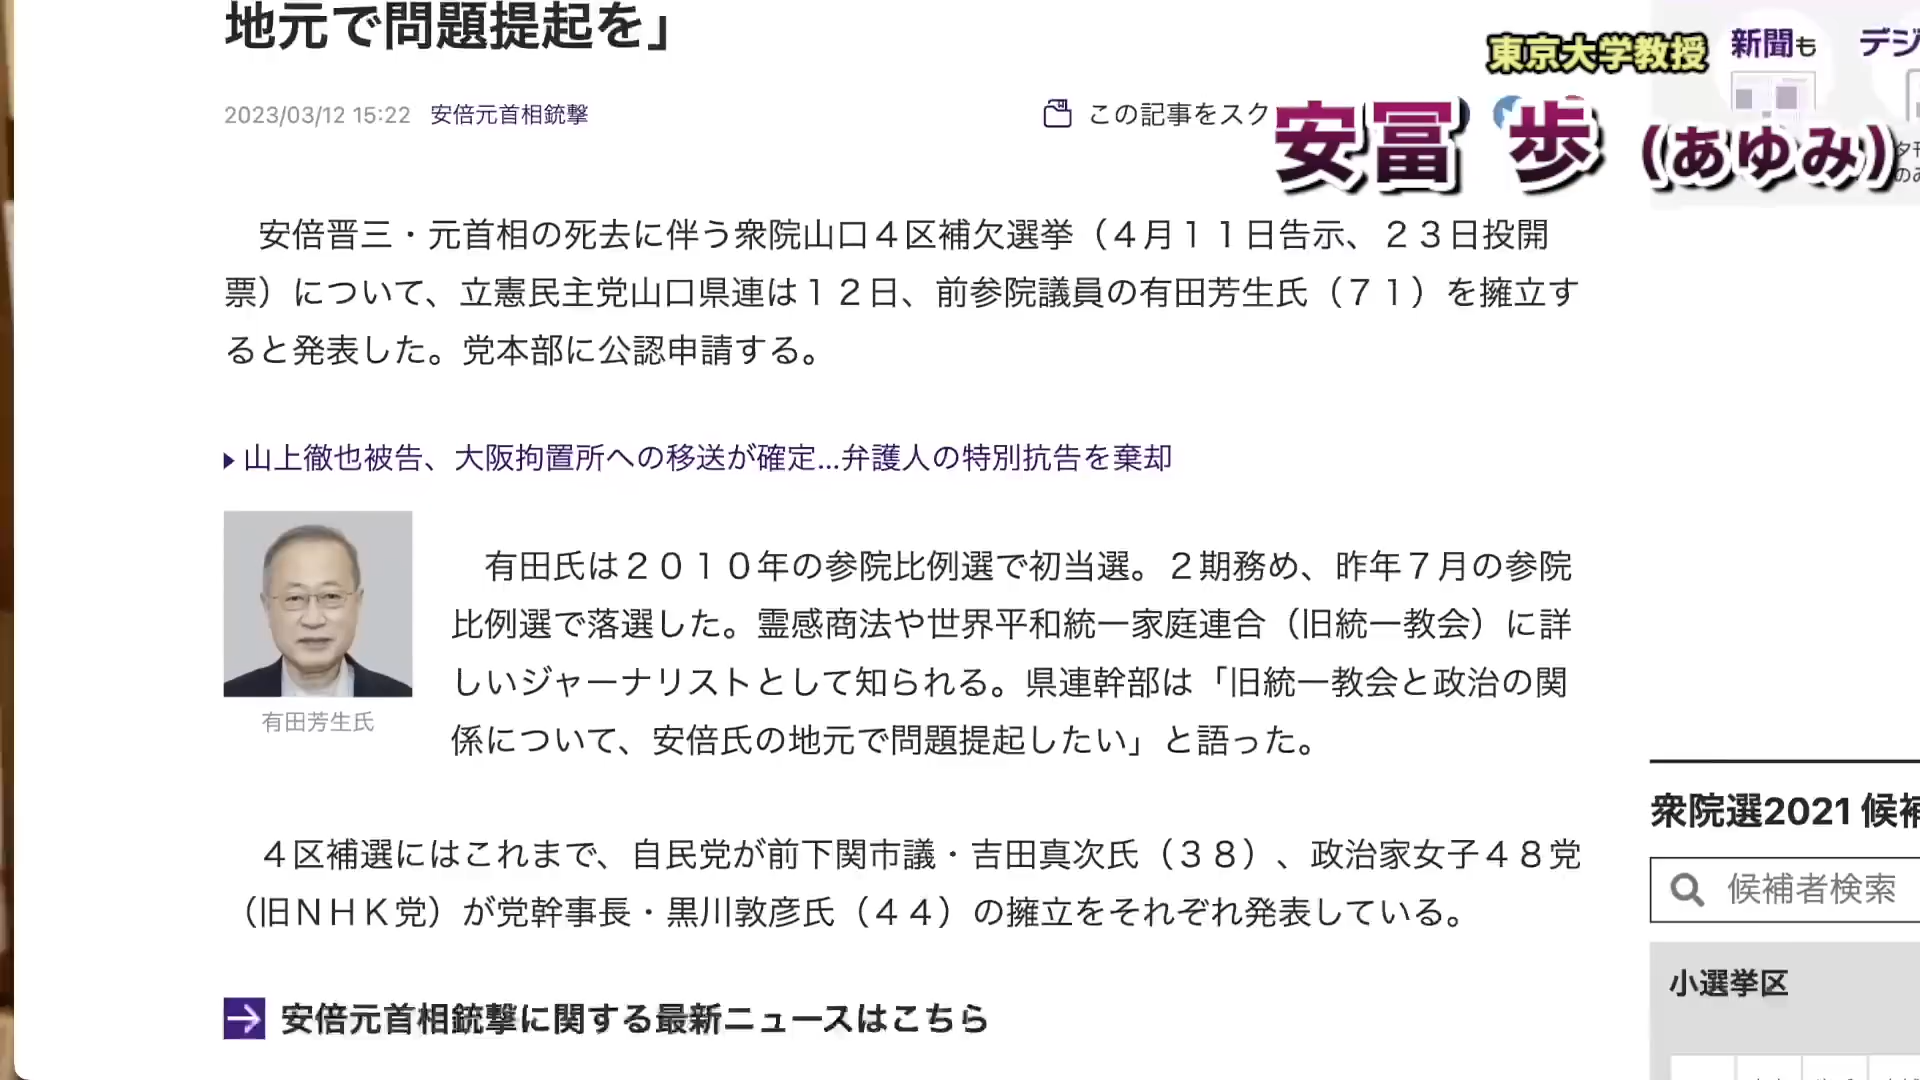 地元で問題提起を」
東京大学教授
新聞も
デジ
2023/03/12 15:22 安倍元首相銃撃
この記事をスク
安冨 歩（あゆみ）
安倍晋三・元首相の死去に伴う衆院山口４区補欠選挙（４月１１日告示、２３日投開
票）について、立憲民主党山口県連は１２日、前参院議員の有田芳生氏（７１）を擁立す
ると発表した。党本部に公認申請する。
山上徹也被告、大阪拘置所への移送が確定…弁護人の特別抗告を棄却
有田氏は２０１０年の参院比例選で初当選。２期務め、昨年７月の参院
比例選で落選した。霊感商法や世界平和統一家庭連合（旧統一教会）に詳
しいジャーナリストとして知られる。県連幹部は「旧統一教会と政治の関
係について、安倍氏の地元で問題提起したい」と語った。
有田芳生氏
４区補選にはこれまで、自民党が前下関市議・吉田真次氏（３８）、政治家女子４８党
（旧ＮＨＫ党）が党幹事長・黒川敦彦氏（４４）の擁立をそれぞれ発表している。
安倍元首相銃撃に関する最新ニュースはこちら
衆院選2021 候補
候補者検索
小選挙区